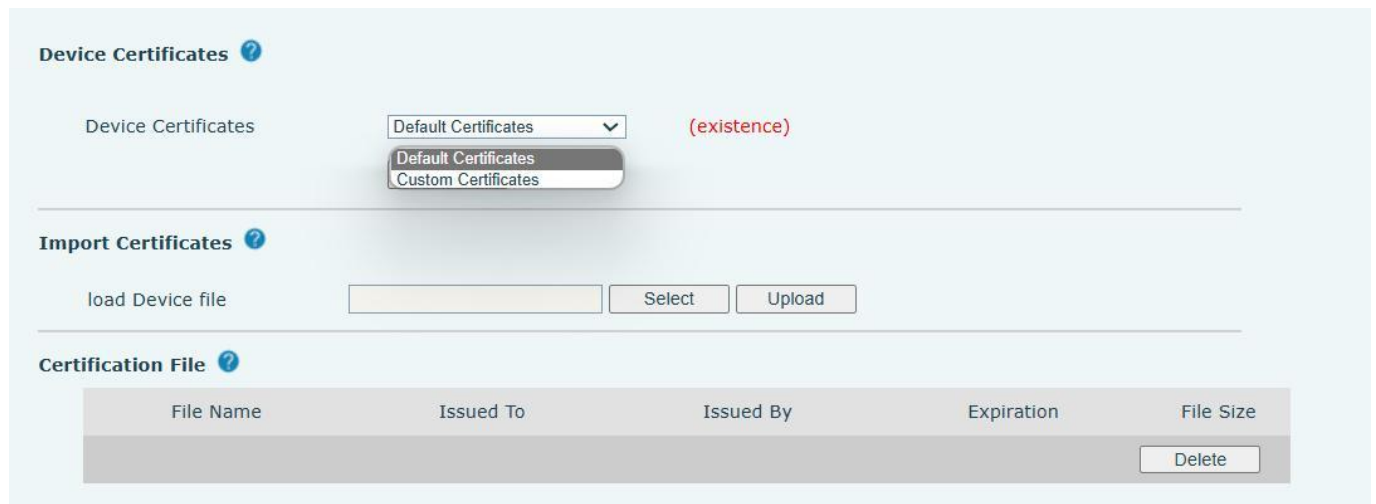 Device Certificates ?
Device Certificates Default Certificates (existence)
Default Certificates
Custom Certificates
Import Certificates ?
load Device file Select Upload
Certification File ?
File Name Issued To Issued By Expiration File Size
Delete